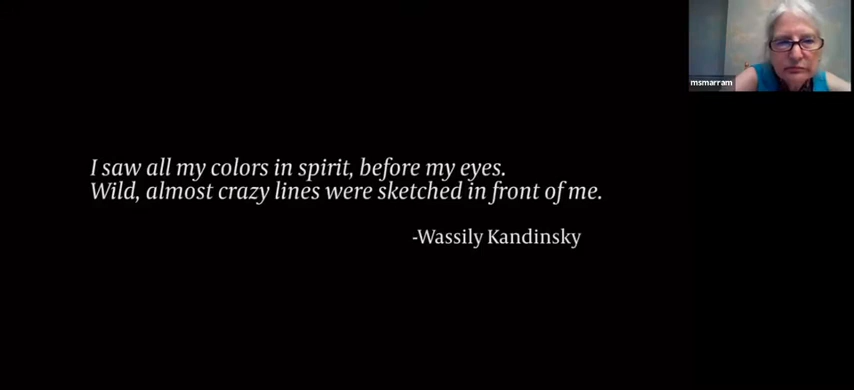 msmarram
I saw all my colors in spirit, before my eyes.
Wild, almost crazy lines were sketched in front of me.
-Wassily Kandinsky